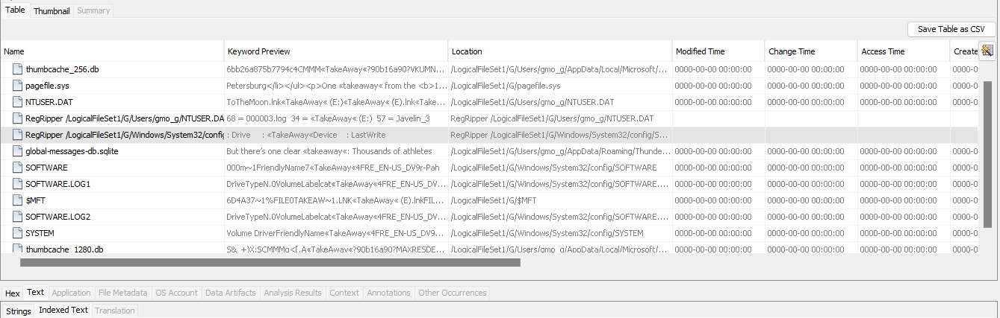 Table Thumbnail Summary
Save Table as CSV
Name Keyword Preview Location Modified Time Change Time Access Time Create
thumbcache_256.db 6bb26a875b7794c4CMMM«TakeAway«?90b16a90?VKUMN... /LogicalFileSet1/G/Users/gmo_g/AppData/Local/Microsoft/... 0000-00-00 00:00:00 0000-00-00 00:00:00 0000-00-00 00:00:00 0000-0
pagefile.sys Petersburg</li></ul><p>One «takeaway« from the <b>1... /LogicalFileSet1/G/pagefile.sys 0000-00-00 00:00:00 0000-00-00 00:00:00 0000-00-00 00:00:00 0000-0
NTUSER.DAT ToTheMoon.lnk«TakeAway« (E:)«TakeAway« (E).lnk«Take... /LogicalFileSet1/G/Users/gmo_g/NTUSER.DAT 0000-00-00 00:00:00 0000-00-00 00:00:00 0000-00-00 00:00:00 0000-0
RegRipper /LogicalFileSet1/G/Users/gmo_g/NTUSER.DA 68 = 000003.log 34 = «TakeAway« (E:) 57 = Javelin_3 RegRipper /LogicalFileSet1/G/Users/gmo_g/NTUSER.DAT
RegRipper /LogicalFileSet1/G/Windows/System32/config : Drive : «TakeAway«Device : LastWrite RegRipper /LogicalFileSet1/G/Windows/System32/config/S...
global-messages-db.sqlite But there's one clear «takeaway«: Thousands of athletes /LogicalFileSet1/G/Users/gmo_g/AppData/Roaming/Thunde... 0000-00-00 00:00:00 0000-00-00 00:00:00 0000-00-00 00:00:00 0000-0
SOFTWARE 000m~1FriendlyName7«TakeAway«4FRE_EN-US_DV9r-Pah /LogicalFileSet1/G/Windows/System32/config/SOFTWARE 0000-00-00 00:00:00 0000-00-00 00:00:00 0000-00-00 00:00:00 0000-0
SOFTWARE.LOG1 DriveTypeN.0VolumeLabelcat«TakeAway«4FRE_EN-US_DV... /LogicalFileSet1/G/Windows/System32/config/SOFTWARE.... 0000-00-00 00:00:00 0000-00-00 00:00:00 0000-00-00 00:00:00 0000-0
$MFT 6D4A37~1%FILE0TAKEAW~1.LNK«TakeAway« (E).lnkFIL... /LogicalFileSet1/G/$MFT 0000-00-00 00:00:00 0000-00-00 00:00:00 0000-00-00 00:00:00 0000-0
SOFTWARE.LOG2 DriveTypeN.0VolumeLabelcat«TakeAway«4FRE_EN-US_DV... /LogicalFileSet1/G/Windows/System32/config/SOFTWARE.... 0000-00-00 00:00:00 0000-00-00 00:00:00 0000-00-00 00:00:00 0000-0
SYSTEM Volume DriverFriendlyName«TakeAway«4FRE_EN-US_DV9... /LogicalFileSet1/G/Windows/System32/config/SYSTEM 0000-00-00 00:00:00 0000-00-00 00:00:00 0000-00-00 00:00:00 0000-0
thumbcache_1280.db S&_+)X;SCMMMg<[.A«TakeAway«?90b16a90?MAXRESDE... /LogicalFileSet1/G/Users/gmo_g/AppData/Local/Microsoft/... 0000-00-00 00:00:00 0000-00-00 00:00:00 0000-00-00 00:00:00 0000-0
Hex Text Application File Metadata OS Account Data Artifacts Analysis Results Context Annotations Other Occurrences
Strings Indexed Text Translation